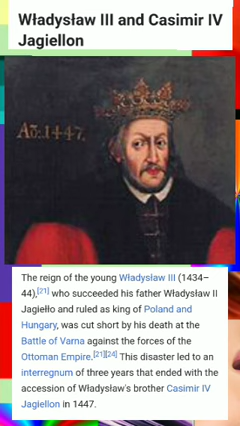 Władysław III and Casimir IV
Jagiellon
Aō:1447.
The reign of the young Władysław III (1434–
44),[21] who succeeded his father Władysław II
Jagiełło and ruled as king of Poland and
Hungary, was cut short by his death at the
Battle of Varna against the forces of the
Ottoman Empire.[21][24] This disaster led to an
interregnum of three years that ended with the
accession of Władysław's brother Casimir IV
Jagiellon in 1447.